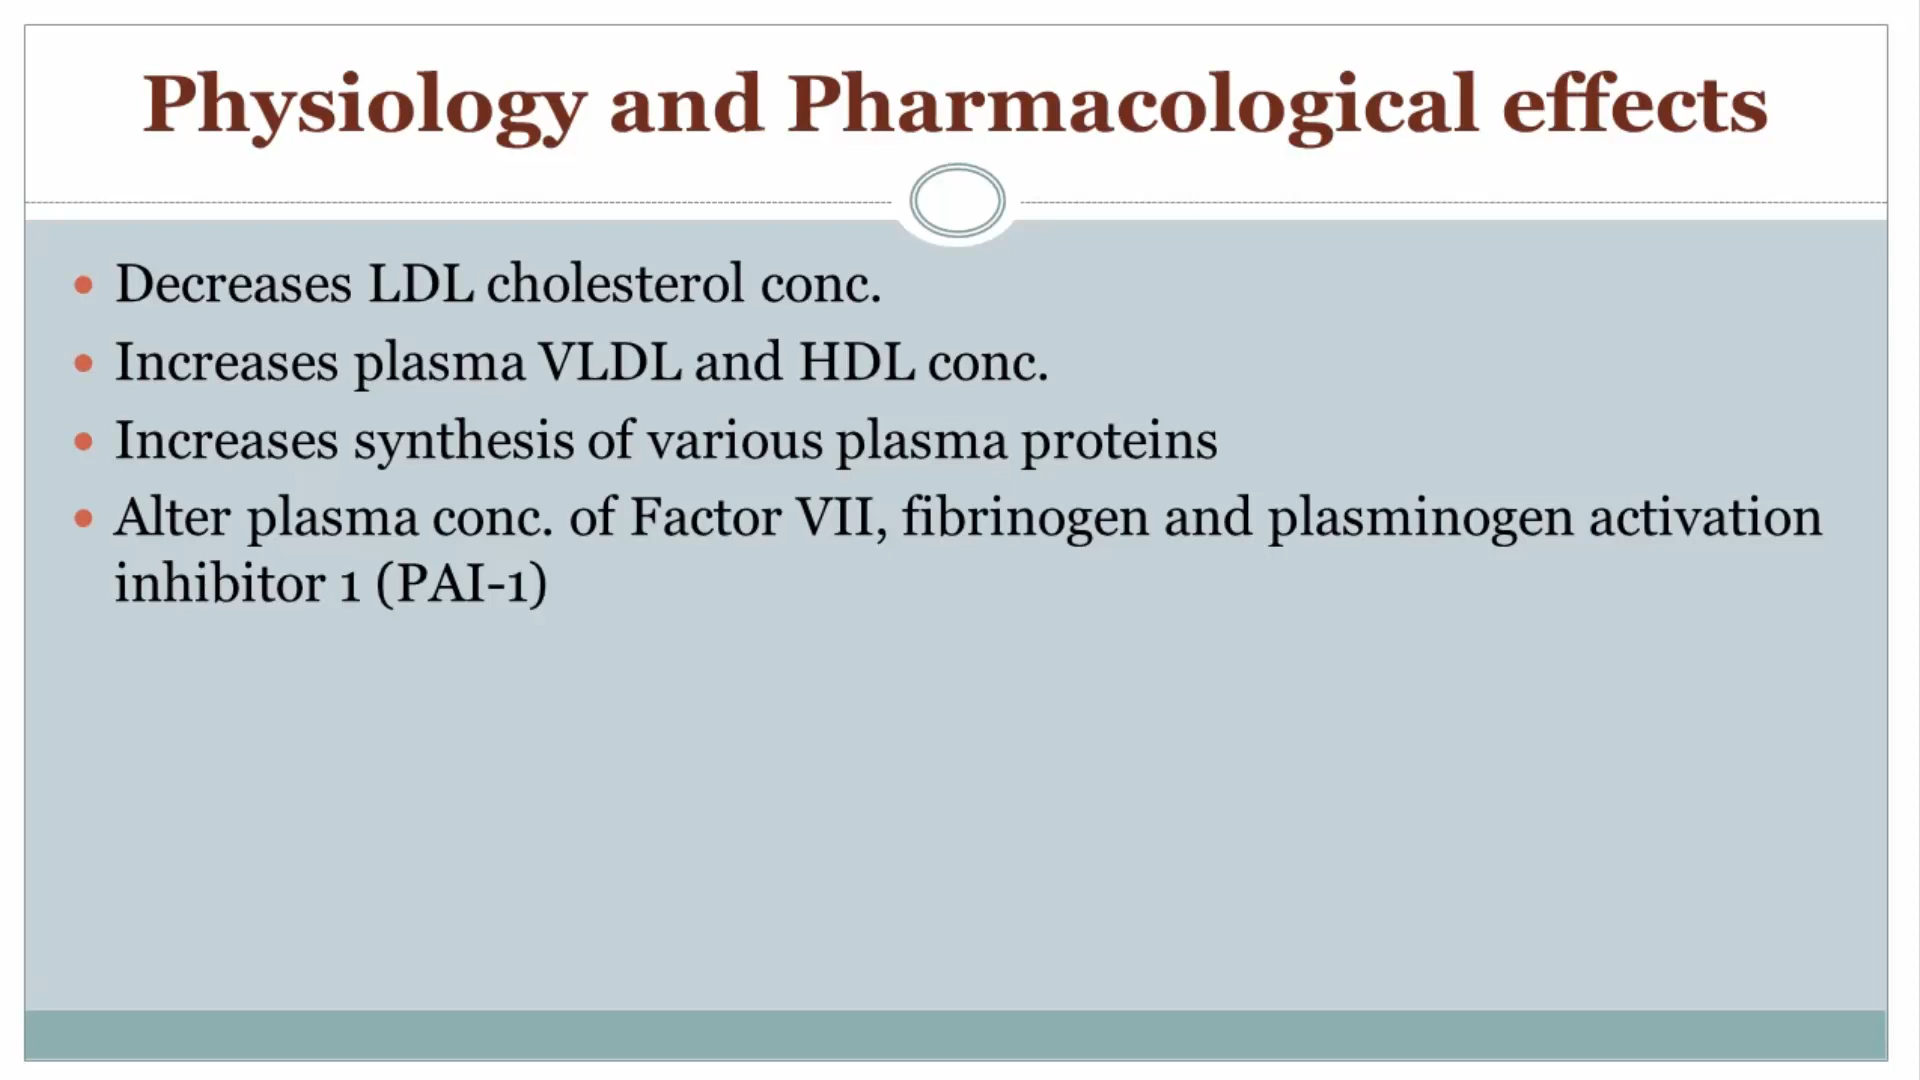 Physiology and Pharmacological effects
• Decreases LDL cholesterol conc.
• Increases plasma VLDL and HDL conc.
• Increases synthesis of various plasma proteins
• Alter plasma conc. of Factor VII, fibrinogen and plasminogen activation
inhibitor 1 (PAI-1)